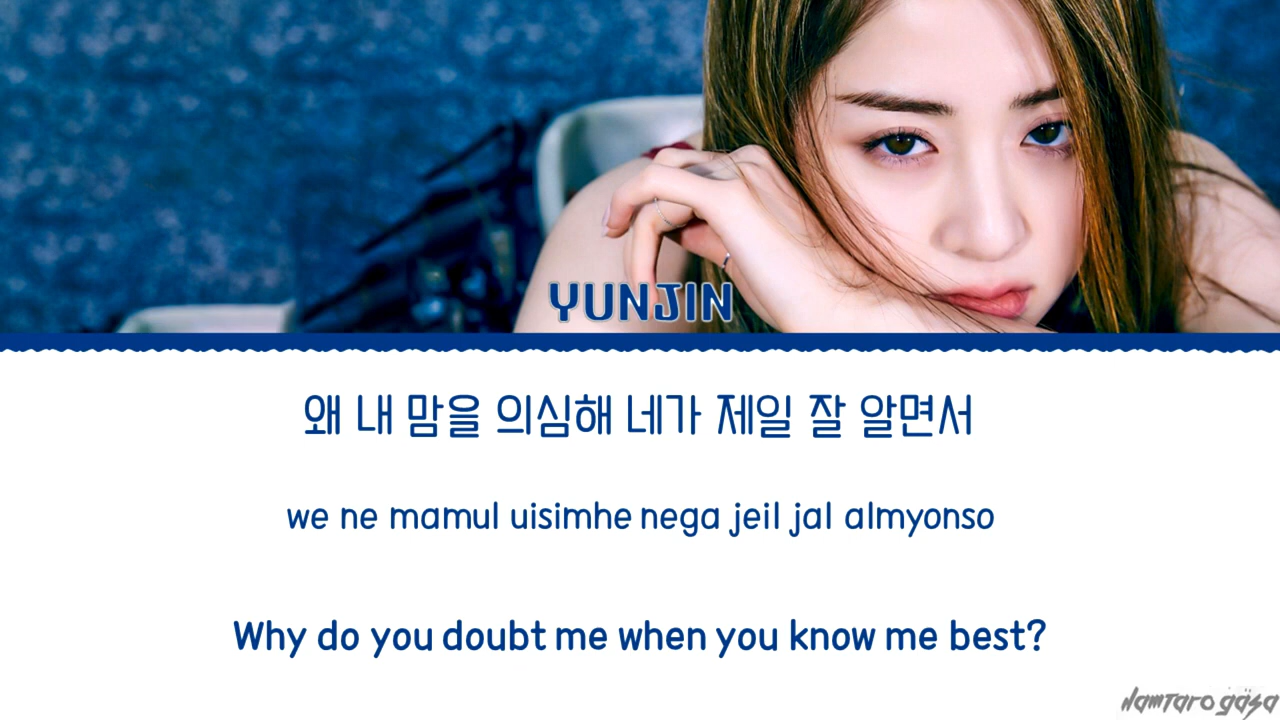 YUNJIN
왜 내 맘을 의심해 네가 제일 잘 알면서
we ne mamul uisimhe nega jeil jal almyonso
Why do you doubt me when you know me best?
Namtaro gasa